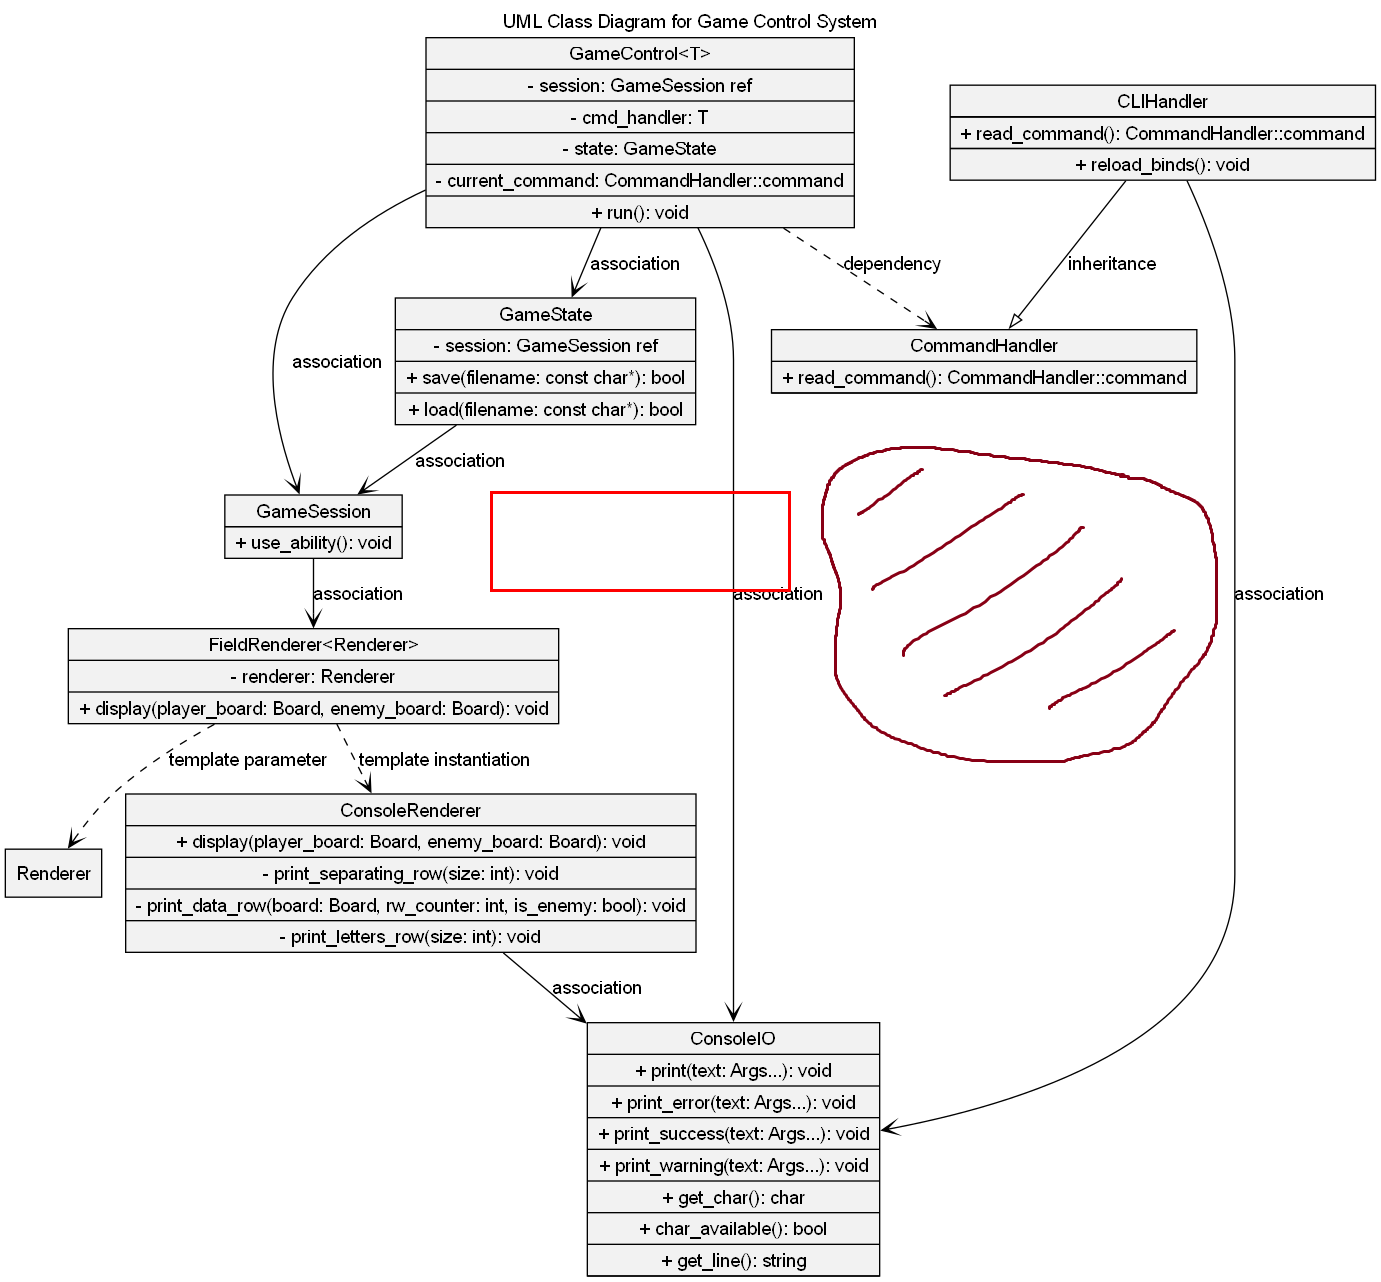 UML Class Diagram for Game Control System
GameControl<T>
- session: GameSession ref
- cmd_handler: T
- state: GameState
- current_command: CommandHandler::command
+ run(): void
CLIHandler
+ read_command(): CommandHandler::command
+ reload_binds(): void
association
dependency
inheritance
GameState
- session: GameSession ref
+ save(filename: const char*): bool
+ load(filename: const char*): bool
CommandHandler
+ read_command(): CommandHandler::command
association
association
GameSession
+ use_ability(): void
association
association
association
FieldRenderer<Renderer>
- renderer: Renderer
+ display(player_board: Board, enemy_board: Board): void
template parameter
template instantiation
Renderer
ConsoleRenderer
+ display(player_board: Board, enemy_board: Board): void
- print_separating_row(size: int): void
- print_data_row(board: Board, rw_counter: int, is_enemy: bool): void
- print_letters_row(size: int): void
association
ConsoleIO
+ print(text: Args...): void
+ print_error(text: Args...): void
+ print_success(text: Args...): void
+ print_warning(text: Args...): void
+ get_char(): char
+ char_available(): bool
+ get_line(): string